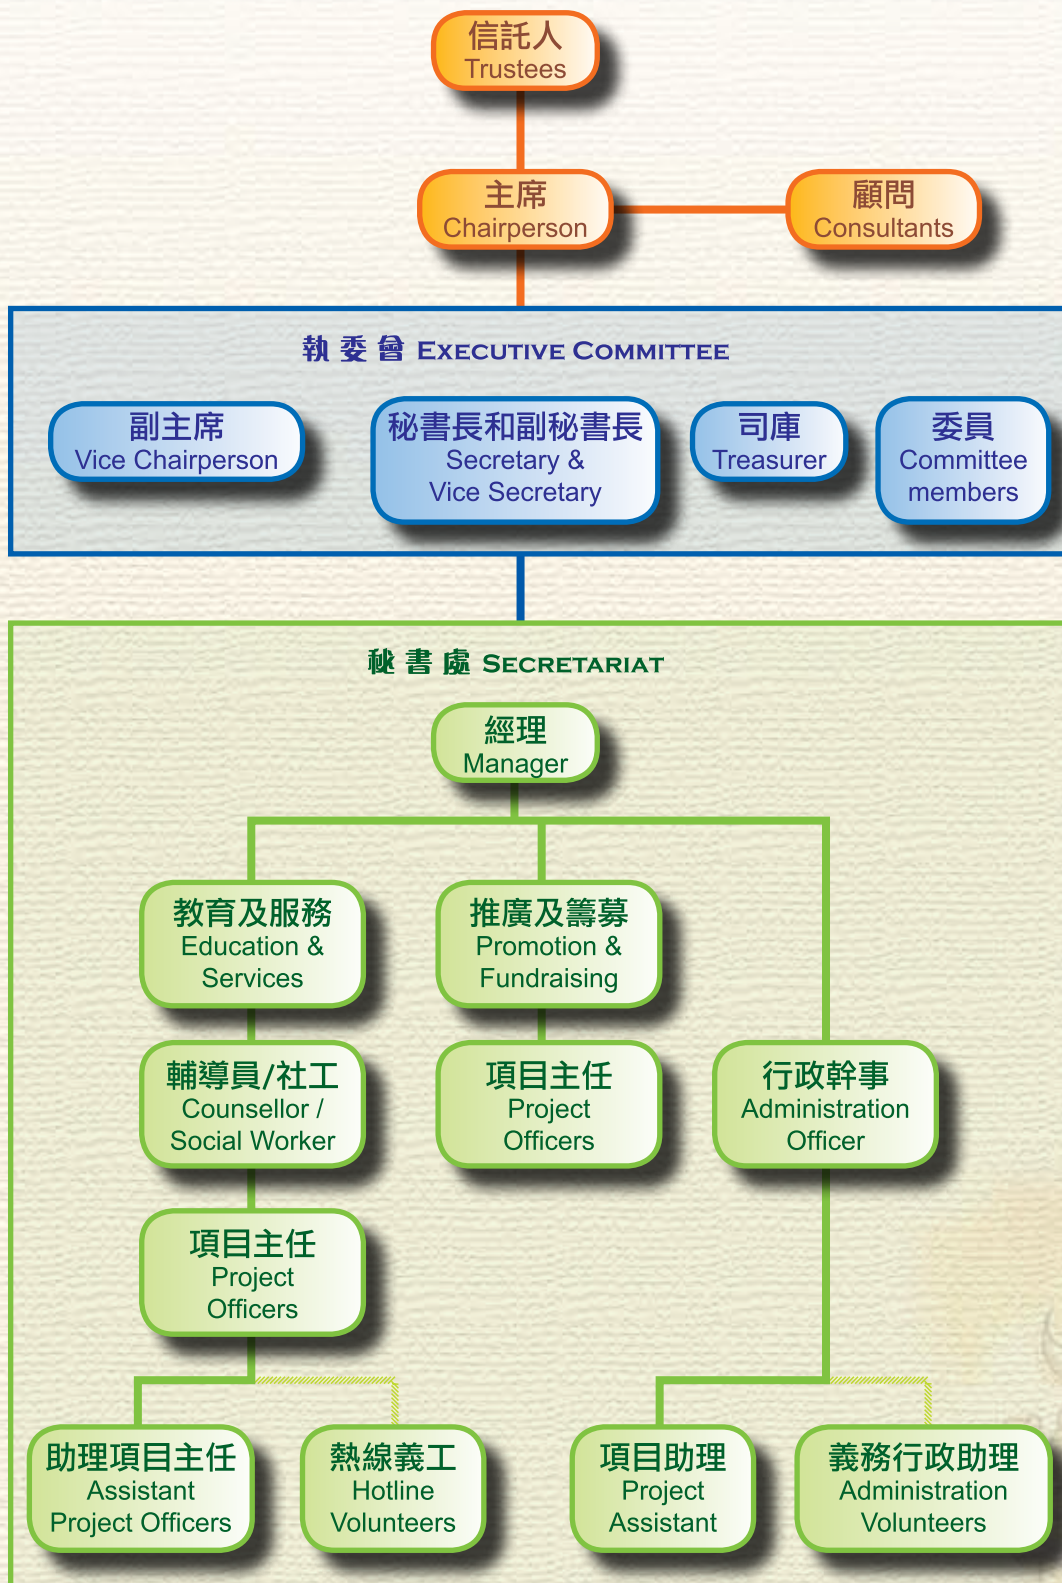 信託人
Trustees
主席
Chairperson
顧問
Consultants
執委會 EXECUTIVE COMMITTEE
副主席
Vice Chairperson
秘書長和副秘書長
Secretary &
Vice Secretary
司庫
Treasurer
委員
Committee
members
秘書處 SECRETARIAT
經理
Manager
教育及服務
Education &
Services
推廣及籌募
Promotion &
Fundraising
輔導員/社工
Counsellor /
Social Worker
項目主任
Project
Officers
行政幹事
Administration
Officer
項目主任
Project
Officers
助理項目主任
Assistant
Project Officers
熱線義工
Hotline
Volunteers
項目助理
Project
Assistant
義務行政助理
Administration
Volunteers